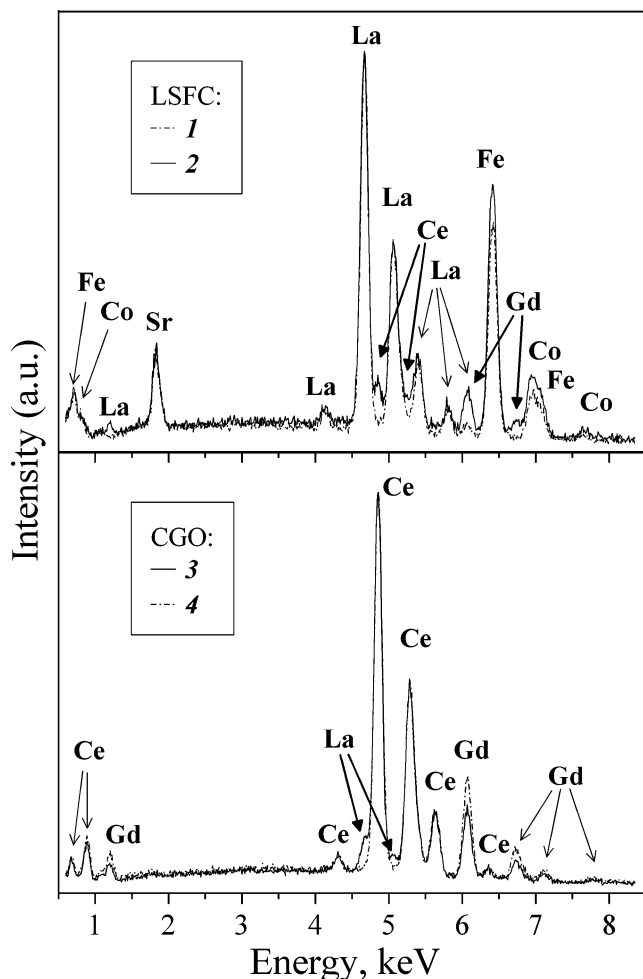 La
LSFC:
1
2
Fe
La
Ce
La
Fe
Co
Sr
Gd
Co
Fe
La
La
Co
Intensity (a.u.)
Ce
CGO:
3
4
Ce
Ce
La
Gd
Gd
Gd
Ce
Ce
Ce
1 2 3 4 5 6 7 8
Energy, keV